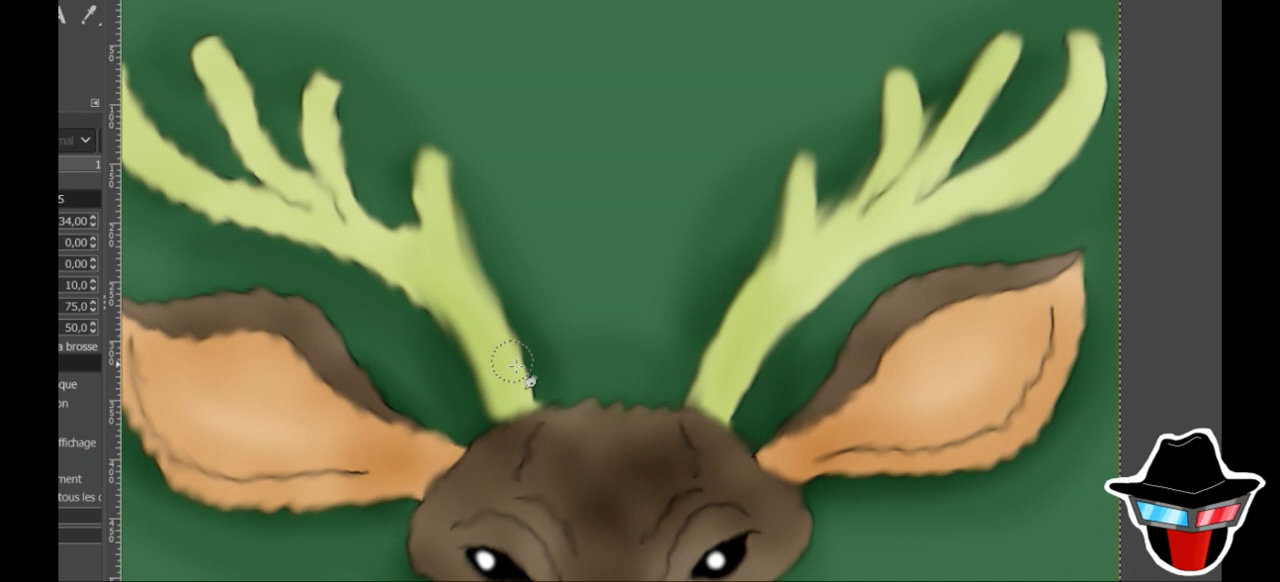 A
mal
1
5
34,00
0,00
0,00
10,0
75,0
50,0
a brosse
que
on
ffichage
ment
tous les c